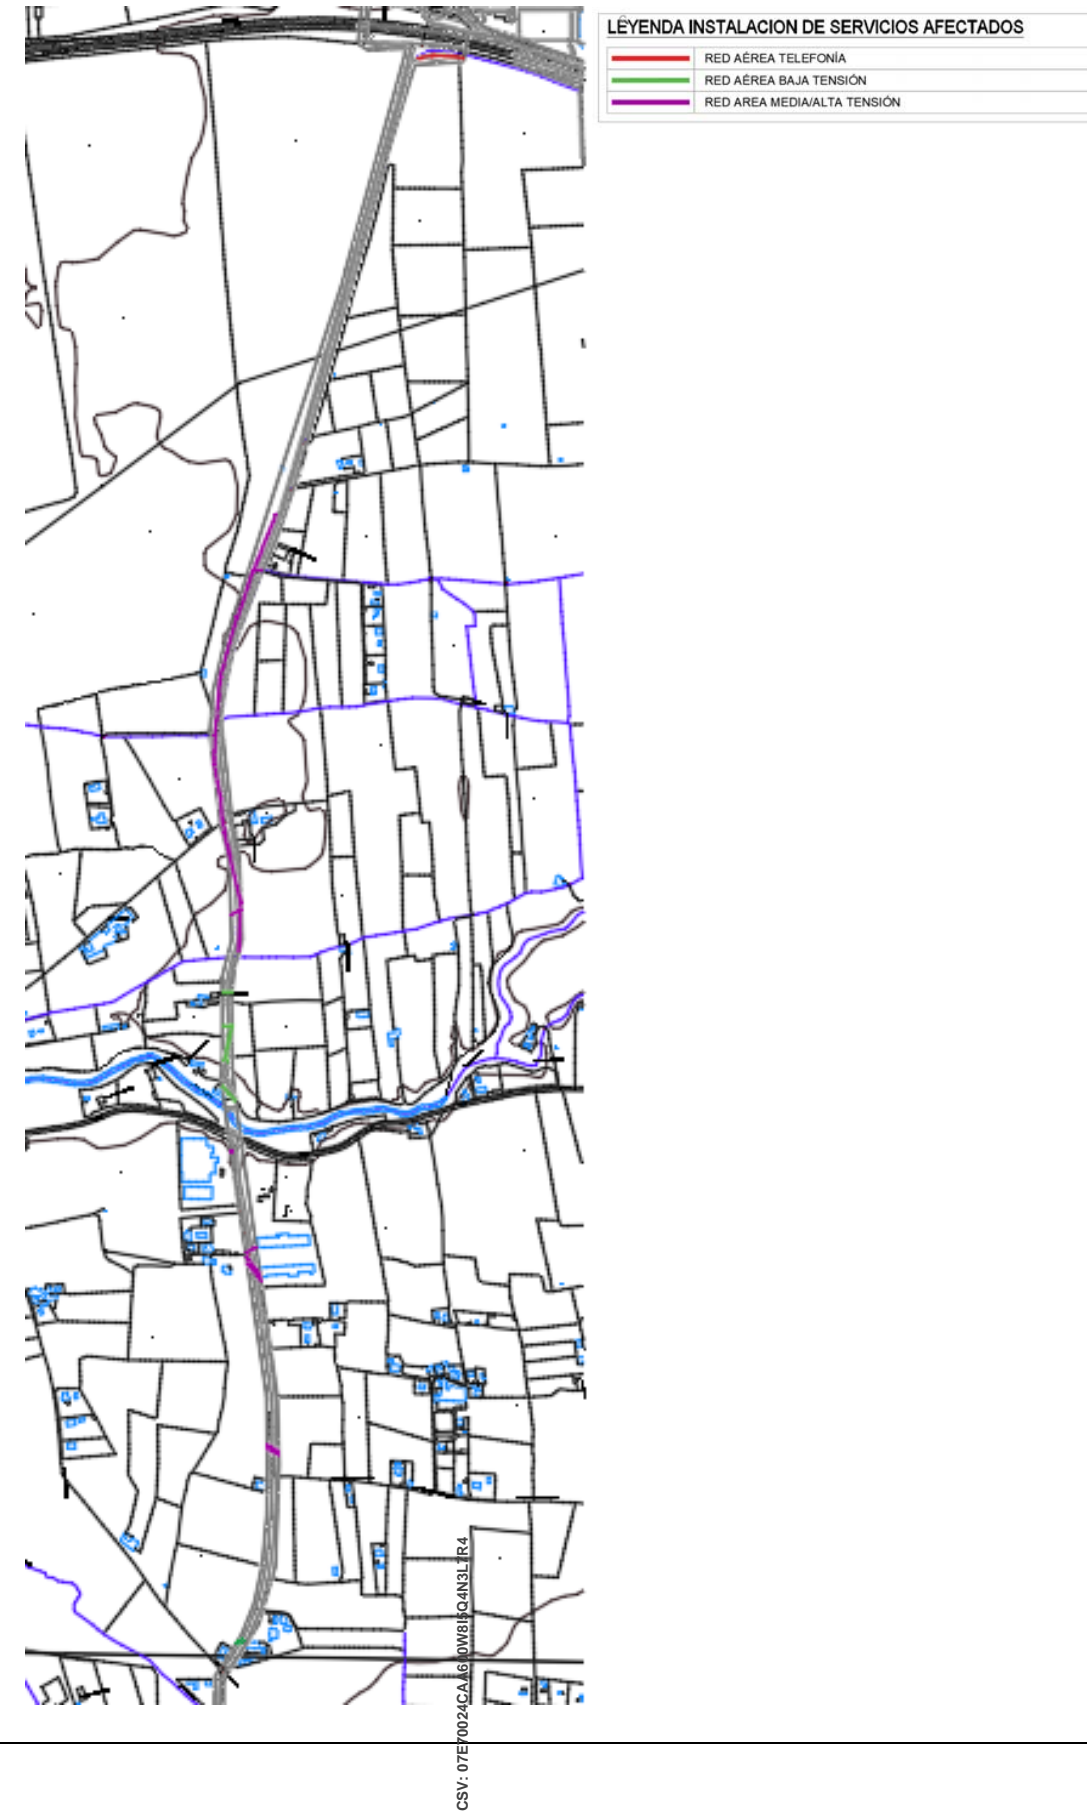 LEYENDA INSTALACION DE SERVICIOS AFECTADOS
RED AÉREA TELEFONÍA
RED AÉREA BAJA TENSIÓN
RED AREA MEDIA/ALTA TENSIÓN